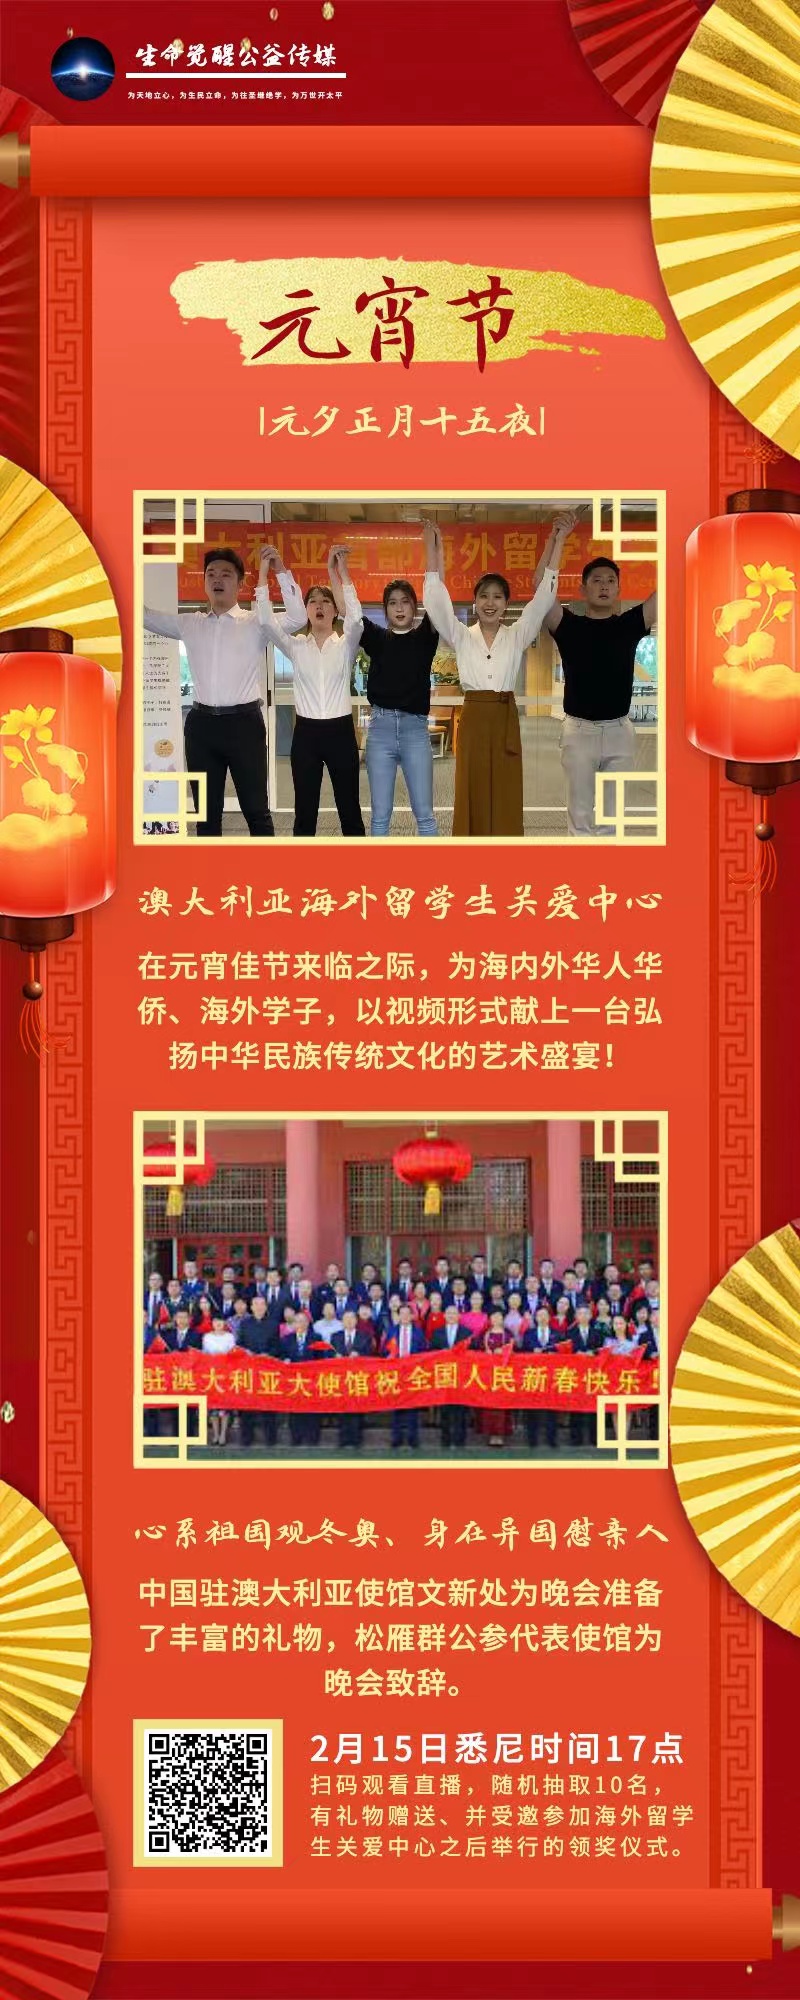 生命觉醒公益传媒
为天地立心，为生民立命，为往圣继绝学，为万世开太平
元宵节
|元夕正月十五夜|
澳大利亚首都海外留学生
澳大利亚海外留学生关爱中心
在元宵佳节来临之际，为海内外华人华
侨、海外学子，以视频形式献上一台弘
扬中华民族传统文化的艺术盛宴！
驻澳大利亚大使馆祝全国人民新春快乐！
心系祖国观冬奥、身在异国慰亲人
中国驻澳大利亚使馆文新处为晚会准备
了丰富的礼物，松雁群公参代表使馆为
晚会致辞。
2月15日悉尼时间17点
扫码观看直播，随机抽取10名，
有礼物赠送、并受邀参加海外留学
生关爱中心之后举行的领奖仪式。